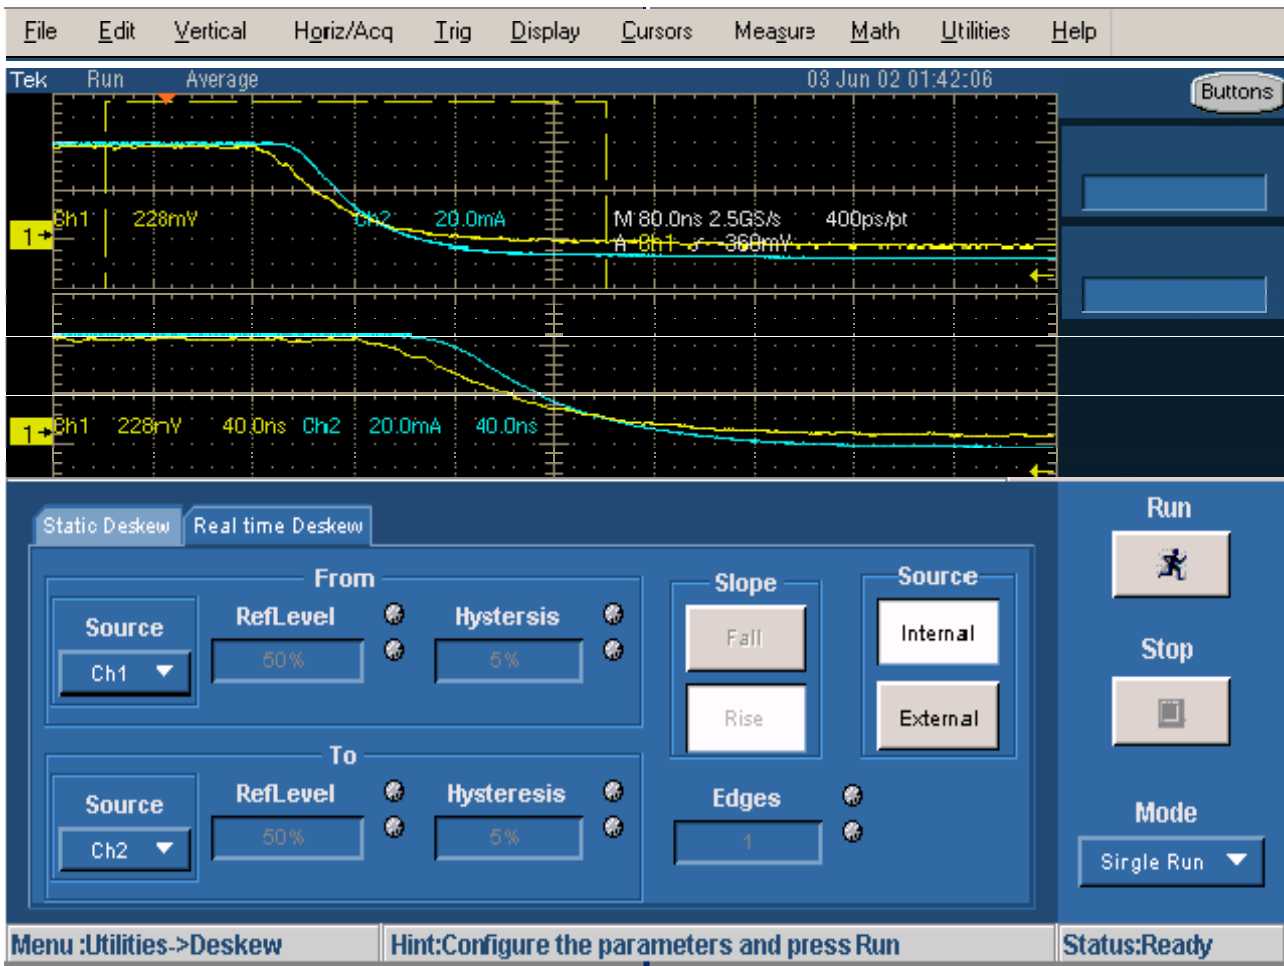 File Edit Vertical Horiz/Acq Trig Display Cursors Measure Math Utilities Help
Tek Run Average 03 Jun 02 01:42:06
Buttons
Ch1 228mV Ch2 20.0mA M 80.0ns 2.5GS/s 400ps/pt
1
A Ch1 -360mV
Ch1 228mV 40.0ns Ch2 20.0mA 40.0ns
1
Static Deskew Real time Deskew
Run
From
Slope
Source
Source
RefLevel
Hystersis
Fall
Internal
Ch1
50%
5%
Stop
Rise
External
To
Source
RefLevel
Hysteresis
Edges
Mode
Ch2
50%
5%
1
Single Run
Menu :Utilities->Deskew Hint:Configure the parameters and press Run Status:Ready